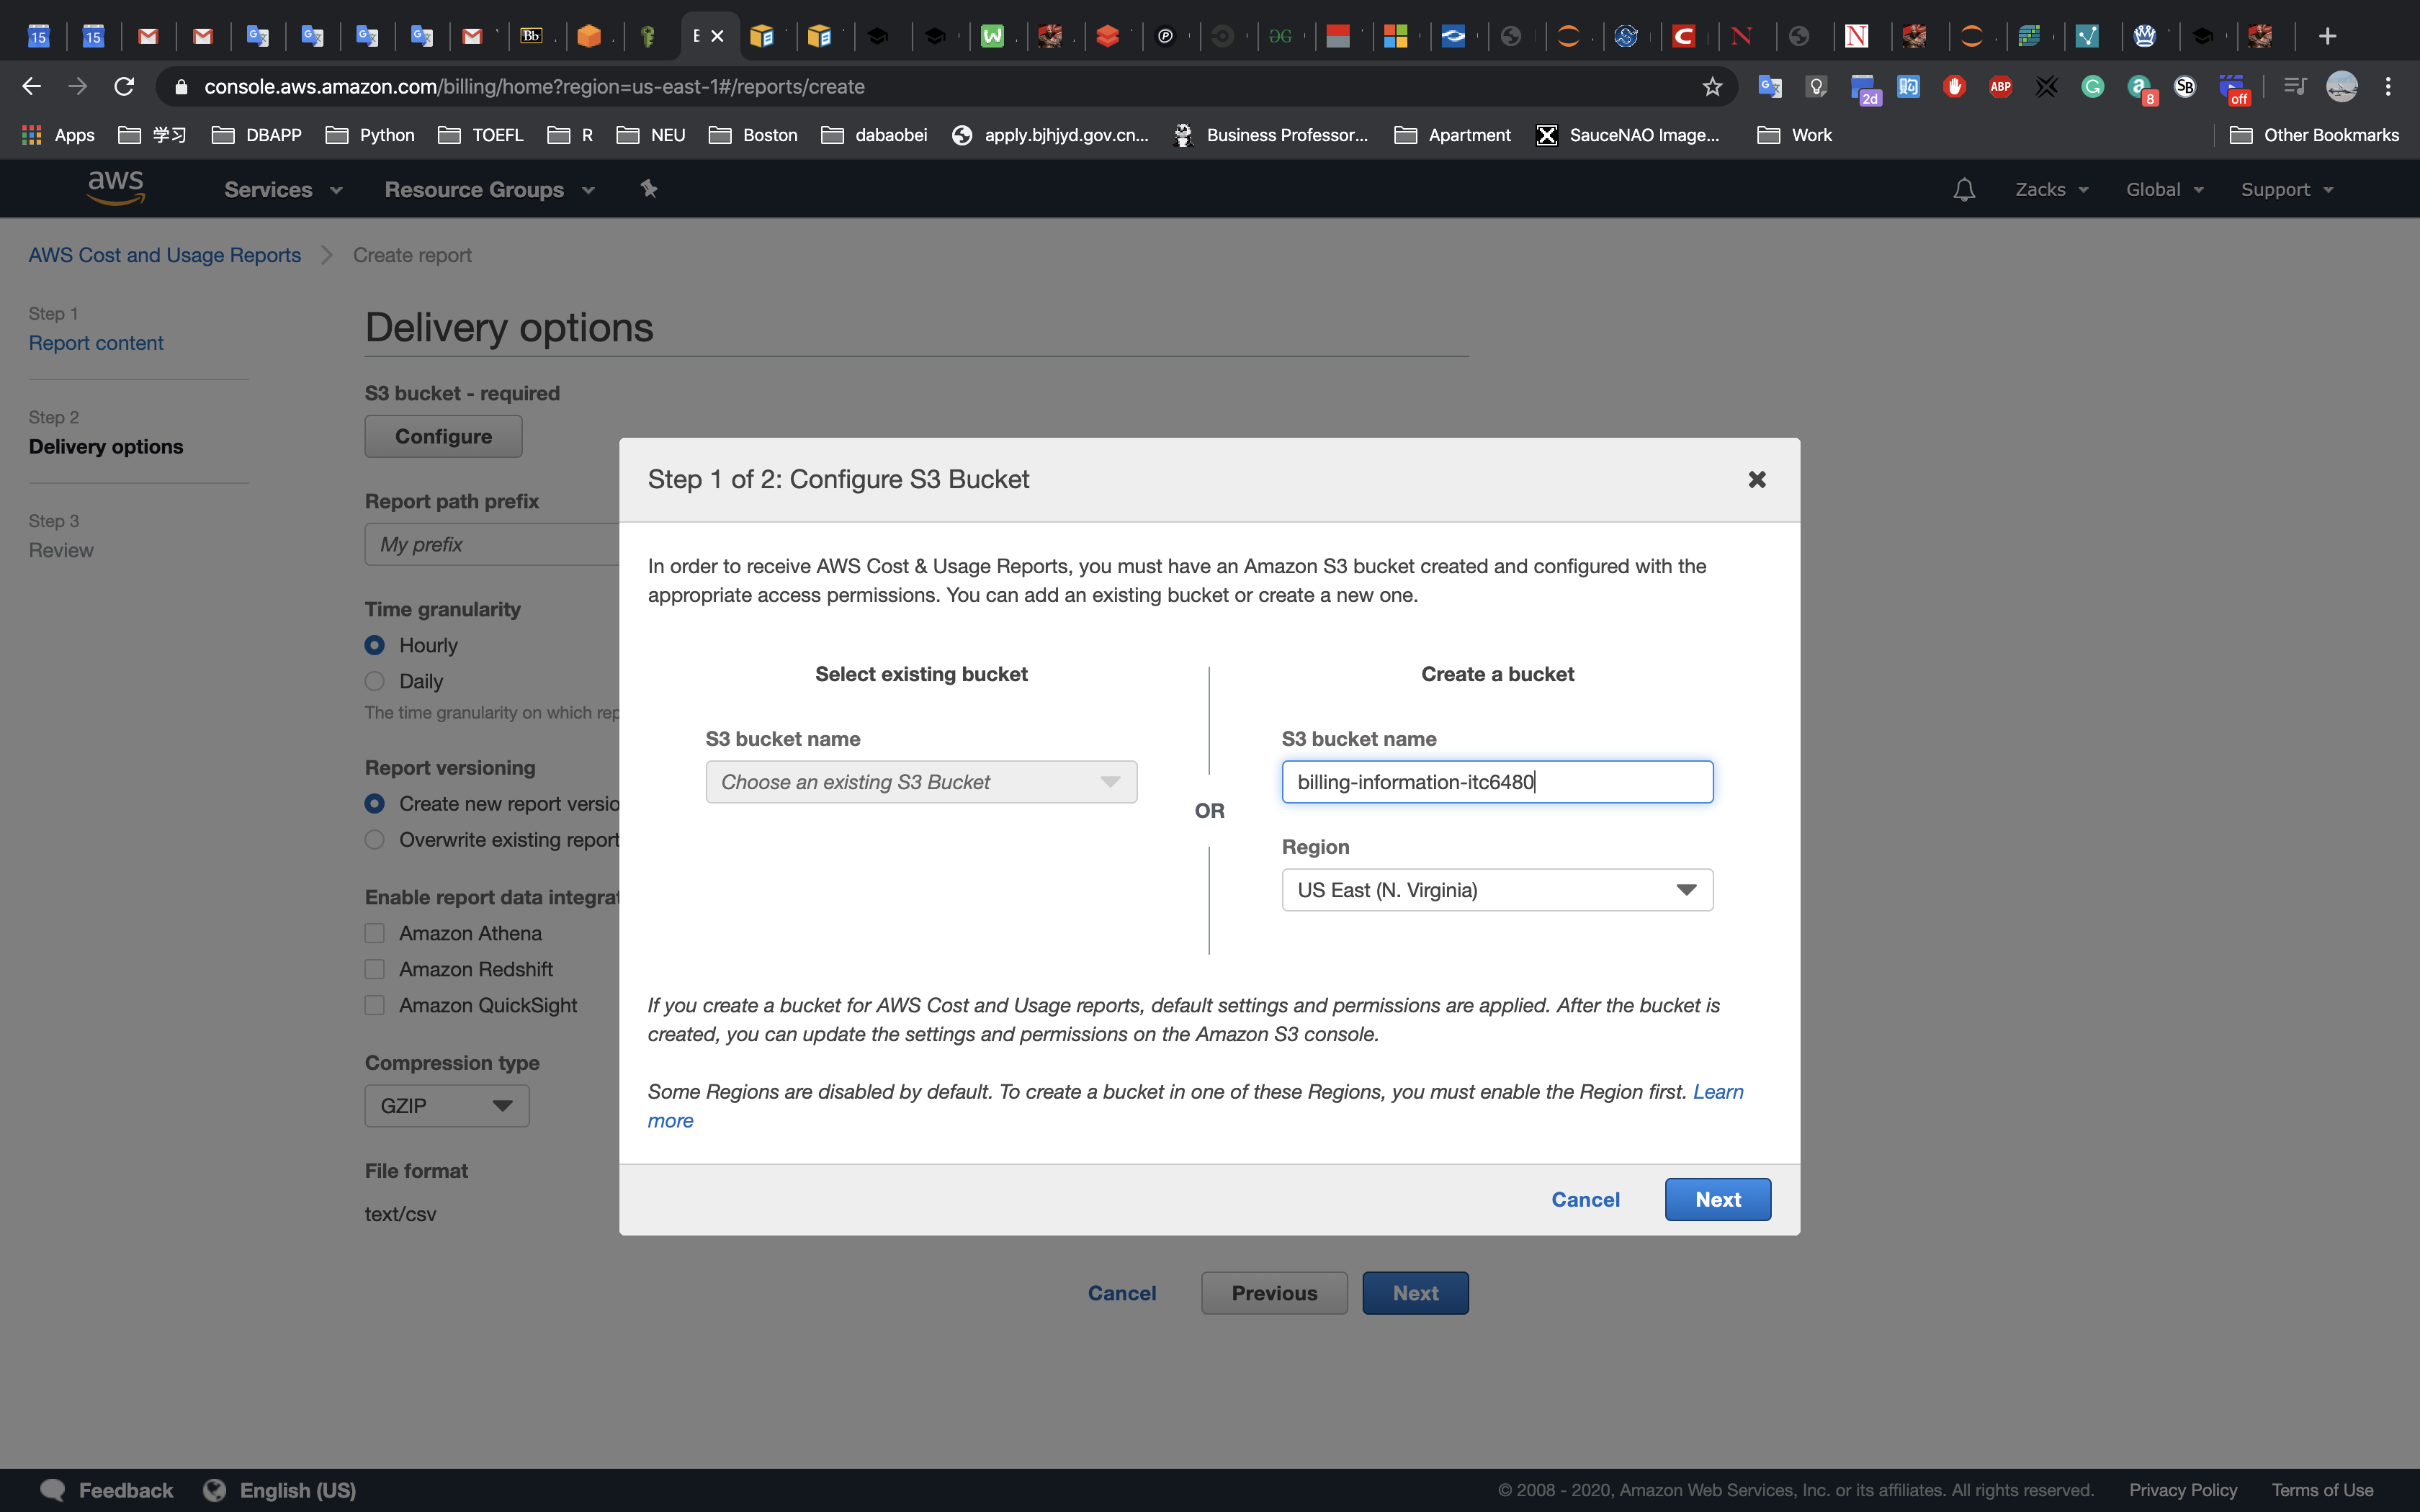 15
15
Bb
E
console.aws.amazon.com/billing/home?region=us-east-1#/reports/create
2d
ABP
8
SB
off
Apps
学习
DBAPP
Python
TOEFL
R
NEU
Boston
dabaobei
apply.bjhjyd.gov.cn...
Business Professor...
Apartment
SauceNAO Image...
Work
Other Bookmarks
aws
Services
Resource Groups
Zacks
Global
Support
AWS Cost and Usage Reports
Create report
Step 1
Report content
Step 2
Delivery options
Step 3
Review
Delivery options
S3 bucket - required
Configure
Report path prefix
My prefix
Time granularity
Hourly
Daily
The time granularity on which rep
Report versioning
Create new report versio
Overwrite existing report
Enable report data integrat
Amazon Athena
Amazon Redshift
Amazon QuickSight
Compression type
GZIP
File format
text/csv
Cancel
Previous
Next
Step 1 of 2: Configure S3 Bucket
In order to receive AWS Cost & Usage Reports, you must have an Amazon S3 bucket created and configured with the
appropriate access permissions. You can add an existing bucket or create a new one.
Select existing bucket
S3 bucket name
Choose an existing S3 Bucket
OR
Create a bucket
S3 bucket name
billing-information-itc6480
Region
US East (N. Virginia)
If you create a bucket for AWS Cost and Usage reports, default settings and permissions are applied. After the bucket is
created, you can update the settings and permissions on the Amazon S3 console.
Some Regions are disabled by default. To create a bucket in one of these Regions, you must enable the Region first. Learn
more
Cancel
Next
Feedback
English (US)
© 2008 - 2020, Amazon Web Services, Inc. or its affiliates. All rights reserved.
Privacy Policy
Terms of Use